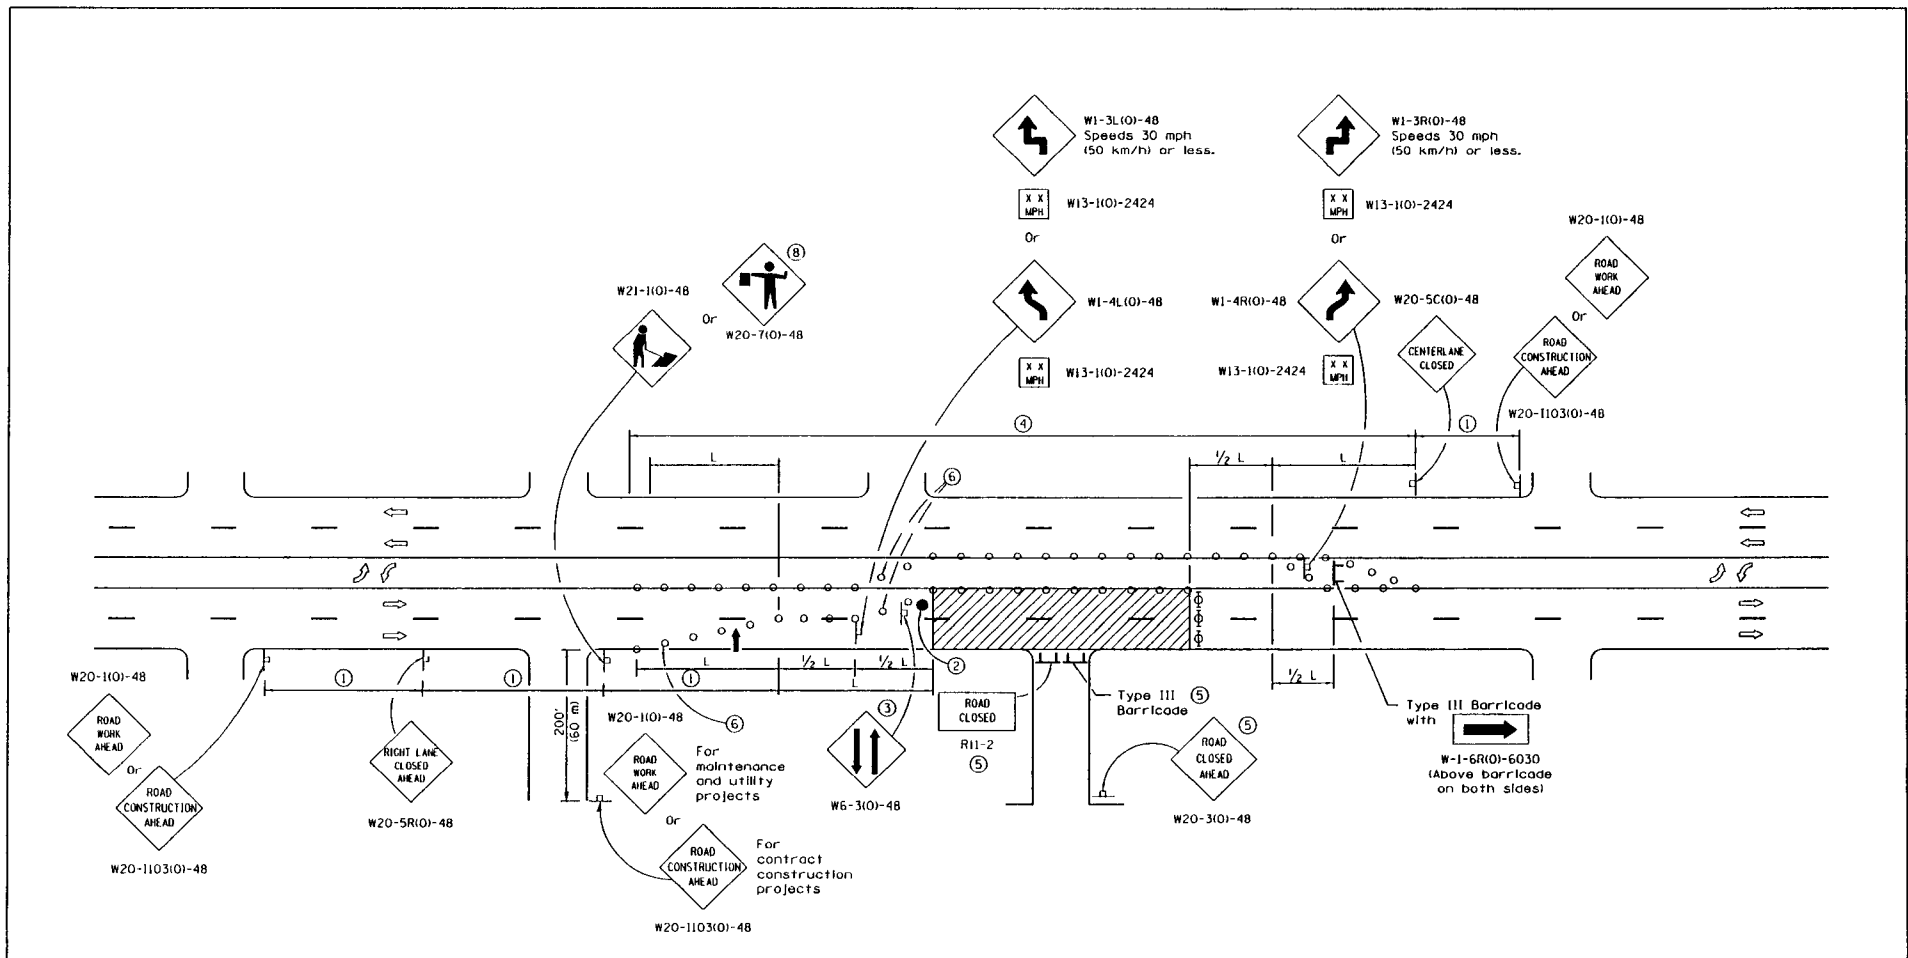 W1-3L(O)-48
Speeds 30 mph
(50 km/h) or less.
W1-3R(O)-48
Speeds 30 mph
(50 km/h) or less.
X X
MPH
W13-1(O)-2424
X X
MPH
W13-1(O)-2424
Or
Or
W20-1(O)-48
ROAD
WORK
AHEAD
Or
8
W21-1(O)-48
Or
W20-7(O)-48
W1-4L(O)-48
W1-4R(O)-48
W20-5C(O)-48
CENTERLANE
CLOSED
ROAD
CONSTRUCTION
AHEAD
W20-I103(O)-48
X X
MPH
W13-1(O)-2424
W13-1(O)-2424
X X
MPH
4
1
L
1/2 L
L
6
L
1/2 L
1/2 L
L
1/2 L
2
1
1
1
6
200'
(60 m)
W20-1(O)-48
ROAD
WORK
AHEAD
Or
ROAD
CONSTRUCTION
AHEAD
W20-I103(O)-48
RIGHT LANE
CLOSED
AHEAD
W20-5R(O)-48
W20-1(O)-48
ROAD
WORK
AHEAD
For
maintenance
and utility
projects
Or
ROAD
CONSTRUCTION
AHEAD
For
contract
construction
projects
W20-I103(O)-48
3
W6-3(O)-48
ROAD
CLOSED
R11-2
5
Type III
Barricade
5
ROAD
CLOSED
AHEAD
5
W20-3(O)-48
Type III Barricade
with
W-1-6R(O)-6030
(Above barricade
on both sides)